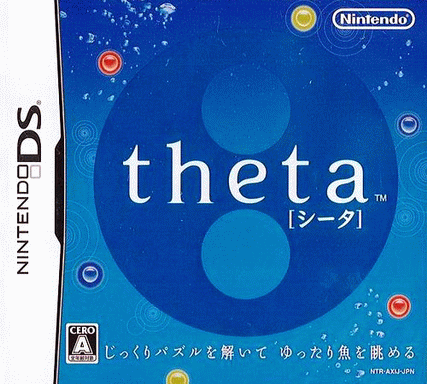 Nintendo
NINTENDO DS
theta™
[シータ]
CERO
A
全年齢対象
じっくりパズルを解いて ゆったり魚を眺める
NTR-AXIJ-JPN